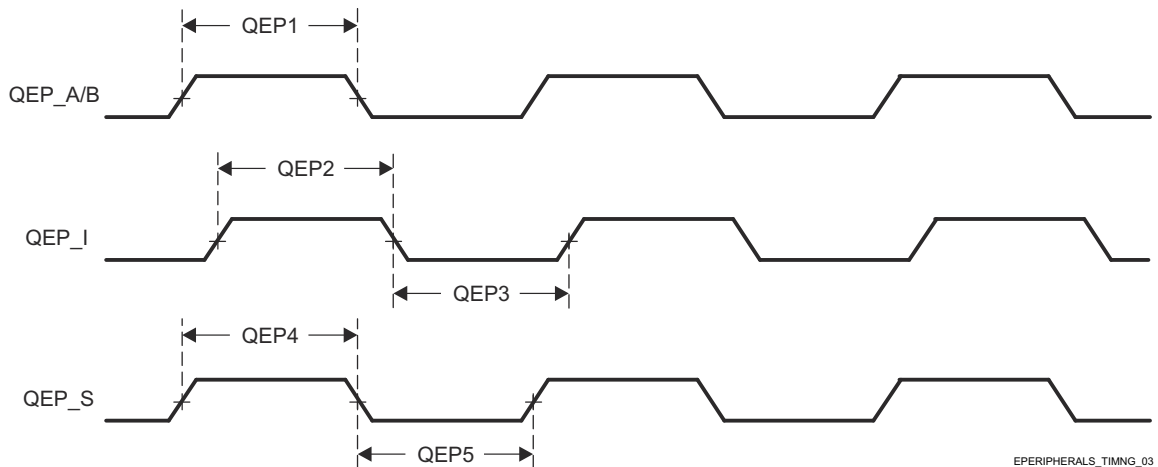 QEP1
QEP_A/B
QEP2
QEP_I
QEP3
QEP4
QEP_S
QEP5
EPERIPHERALS_TIMNG_03